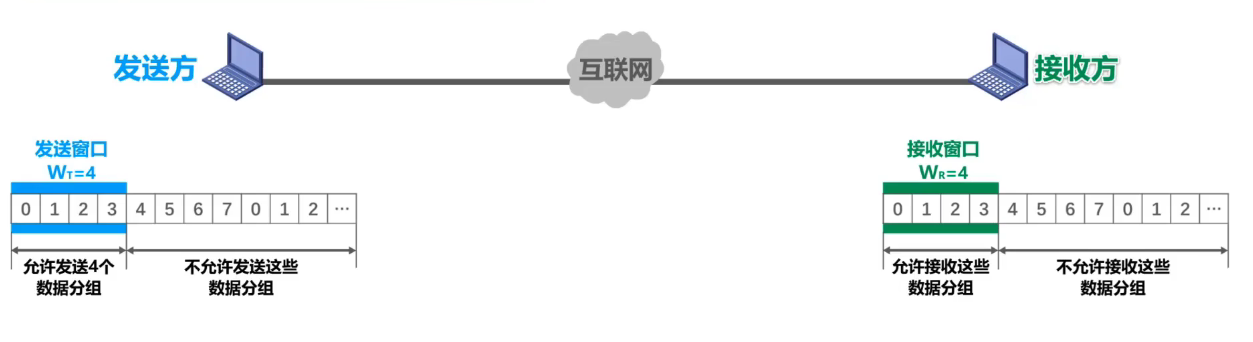 发送方
互联网
接收方
发送窗口
WT=4
0 1 2 3 4 5 6 7 0 1 2 …
允许发送4个
数据分组
不允许发送这些
数据分组
接收窗口
WR=4
0 1 2 3 4 5 6 7 0 1 2 …
允许接收这些
数据分组
不允许接收这些
数据分组